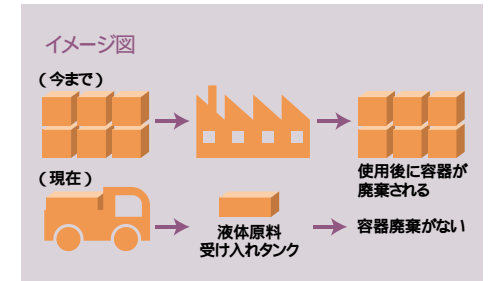 イメージ図
(今まで)
使用後に容器が
廃棄される
(現在)
液体原料
受け入れタンク
容器廃棄がない